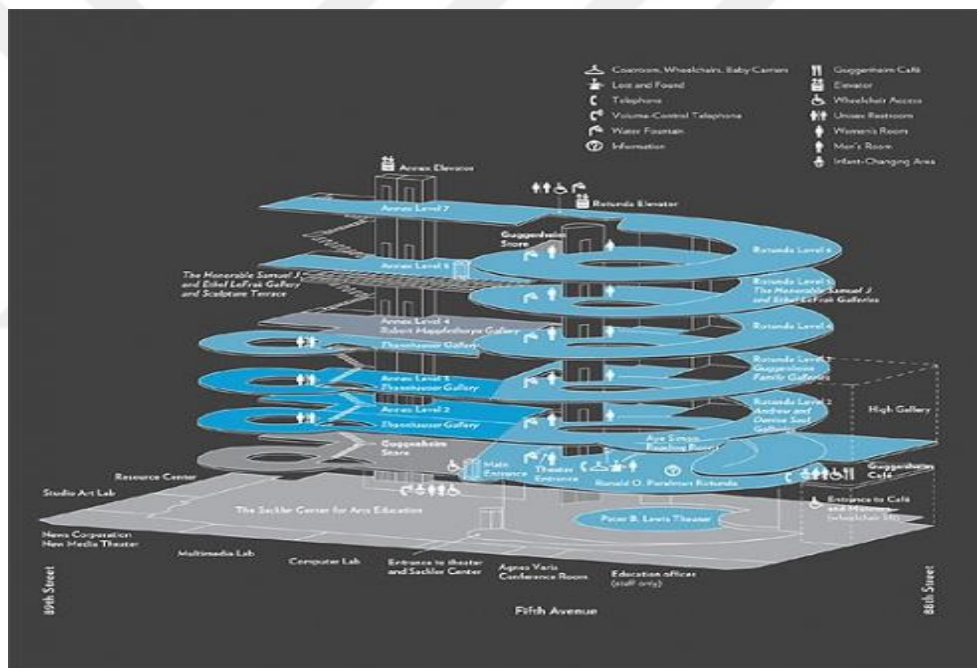 Coatroom, Wheelchairs, Baby Carriers
Lost and Found
Telephone
Volume-Control Telephone
Water Fountain
Information
Guggenheim Café
Elevator
Wheelchair Access
Unisex Restroom
Women's Room
Men's Room
Infant-Changing Area
Annex Elevator
Rotunda Elevator
Annex Level 7
Guggenheim
Store
Rotunda Level 6
Annex Level 5
The Honorable Samuel J.
and Ethel LeFrak Gallery
and Sculpture Terrace
Rotunda Level 5
The Honorable Samuel J.
and Ethel LeFrak Galleries
Annex Level 4
Robert Mapplethorpe Gallery
Thannhauser Gallery
Rotunda Level 4
Annex Level 3
Thannhauser Gallery
Rotunda Level 3
Guggenheim
Family Galleries
Annex Level 2
Thannhauser Gallery
Rotunda Level 2
Andrew and
Denise Saul
Galleries
High Gallery
Aye Simon
Reading Room
Guggenheim
Store
Main
Entrance
Theater
Entrance
Ronald O. Perelman Rotunda
Guggenheim
Café
Entrance to Café
and Museum
Resource Center
Studio Art Lab
The Sackler Center for Arts Education
Peter B. Lewis Theater
News Corporation
New Media Theater
Multimedia Lab
Computer Lab
Entrance to theater
and Sackler Center
Agnes Varis
Conference Room
Education offices
(staff only)
89th Street
Fifth Avenue
88th Street